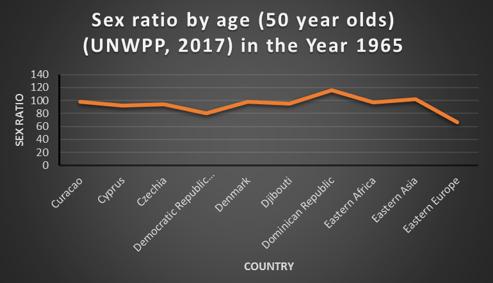 Sex ratio by age (50 year olds)
(UNWPP, 2017) in the Year 1965
140
120
100
80
60
40
20
0
SEX RATIO
Curacao
Cyprus
Czechia
Democratic Republic...
Denmark
Djibouti
Dominican Republic
Eastern Africa
Eastern Asia
Eastern Europe
COUNTRY